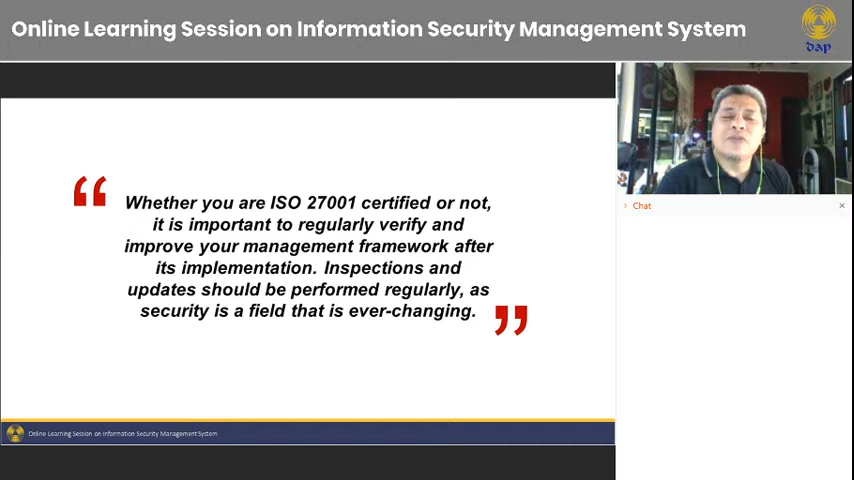 Online Learning Session on Information Security Management System
dap
“
Whether you are ISO 27001 certified or not,
it is important to regularly verify and
improve your management framework after
its implementation. Inspections and
updates should be performed regularly, as
security is a field that is ever-changing.
”
Chat
Online Learning Session on Information Security Management System